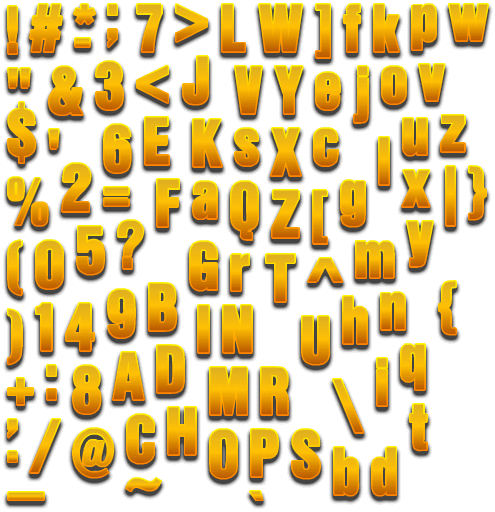 ! # * ; 7 > L W ] f k p w
" & 3 < J V Y e j o v
$ ' 6 E K s X c | u z
% 2 = F a Q Z [ g x | }
( 0 5 ? G r T ^ m y
) 1 4 9 B I N U h n {
+ : 8 A D M R \ i q
; / @ C H O P S b d t
_ ~ `